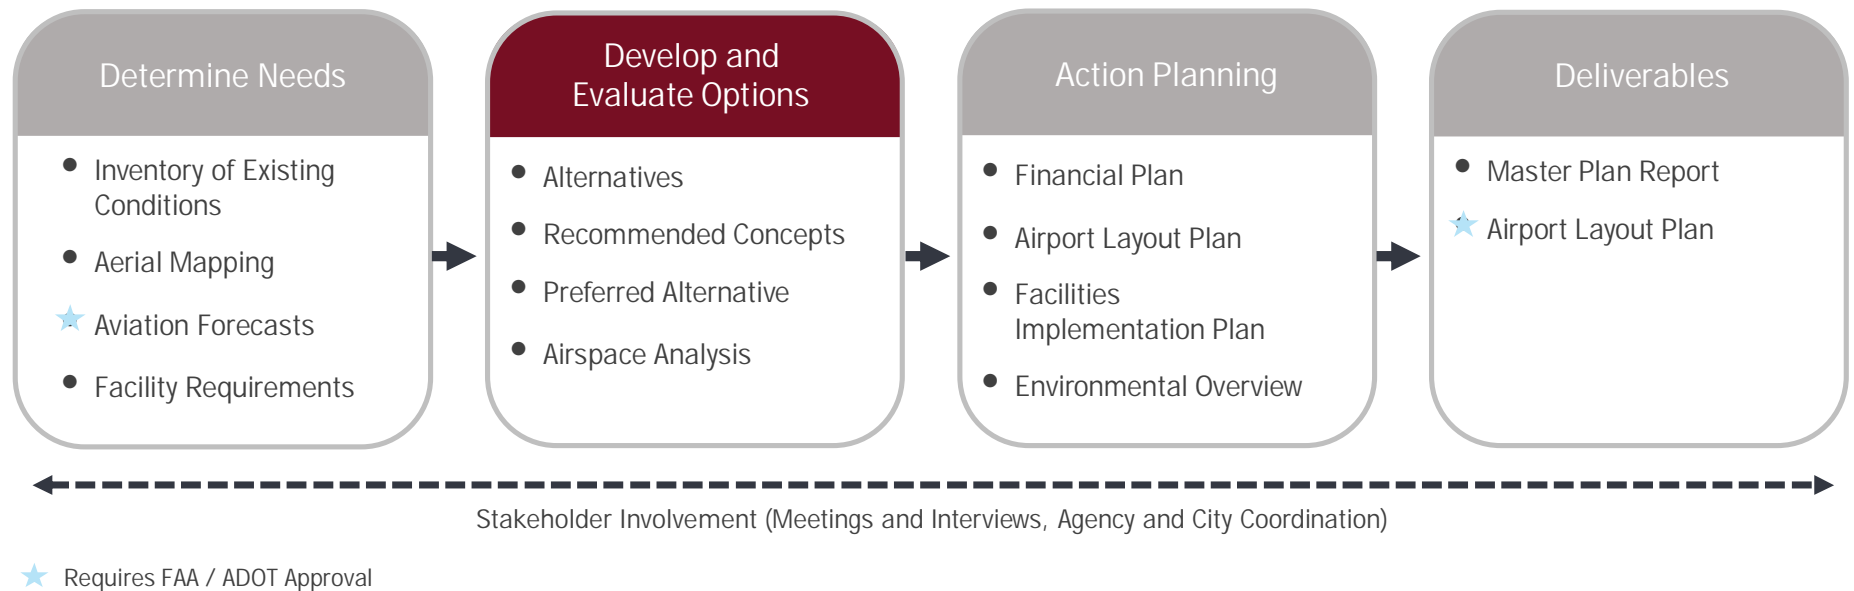 Determine Needs
• Inventory of Existing
Conditions
• Aerial Mapping
Aviation Forecasts
• Facility Requirements
Develop and
Evaluate Options
• Alternatives
• Recommended Concepts
• Preferred Alternative
• Airspace Analysis
Action Planning
• Financial Plan
• Airport Layout Plan
• Facilities
Implementation Plan
• Environmental Overview
Deliverables
• Master Plan Report
Airport Layout Plan
Stakeholder Involvement (Meetings and Interviews, Agency and City Coordination)
Requires FAA / ADOT Approval